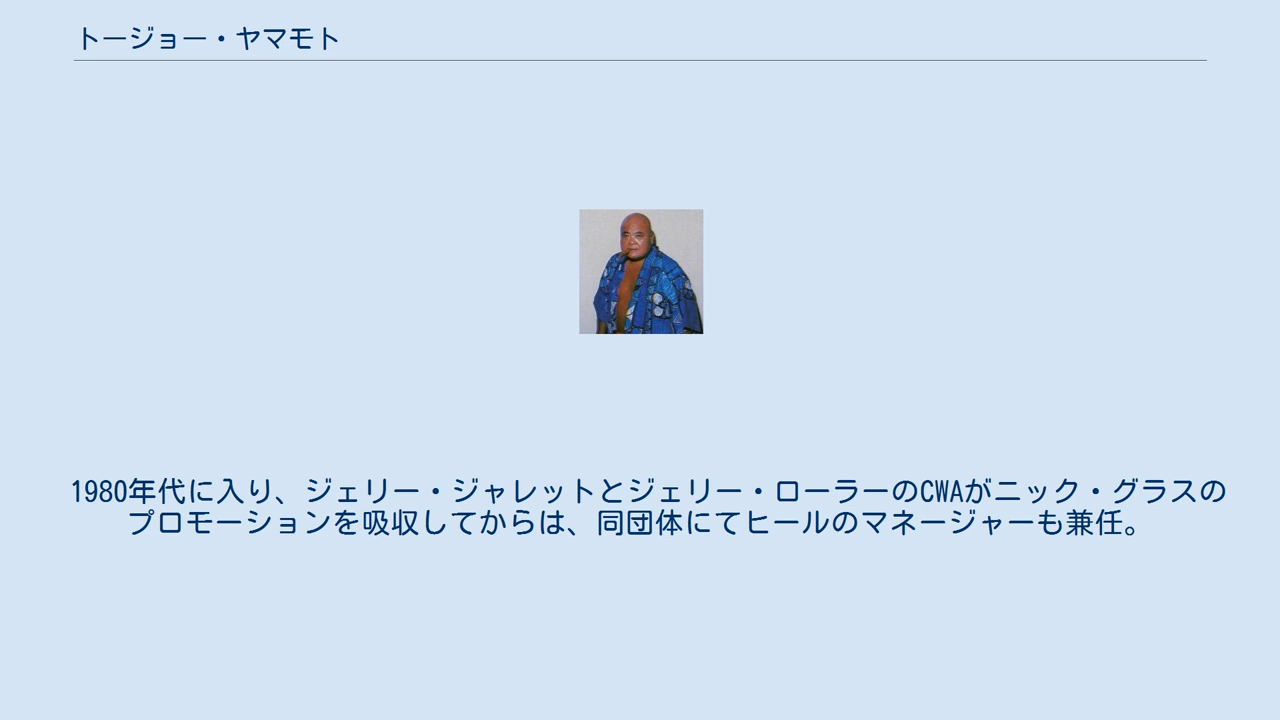 トージョー・ヤマモト
1980年代に入り、ジェリー・ジャレットとジェリー・ローラーのCWAがニック・グラスの
プロモーションを吸収してからは、同団体にてヒールのマネージャーも兼任。